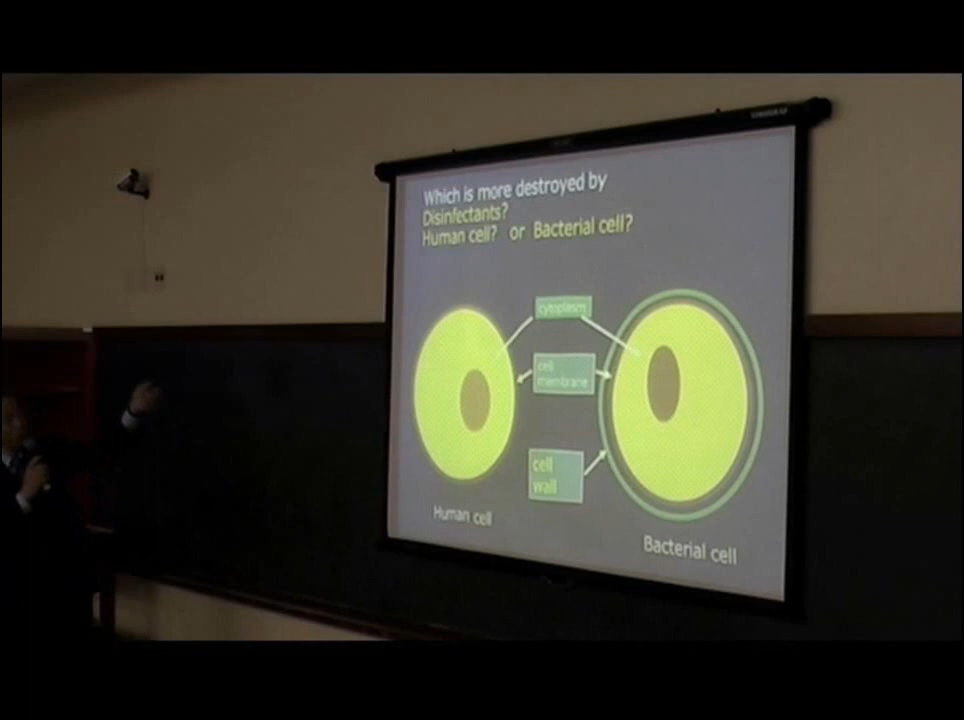 Which is more destroyed by
Disinfectants?
Human cell? or Bacterial cell?
cytoplasm
cell
membrane
cell
wall
Human cell
Bacterial cell